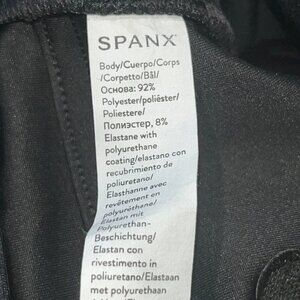 SPANX
Body/Cuerpo/Corps
/Corpetto/Bål/
Основа: 92%
Polyester/poliéster/
Poliestere/
Полиэстер, 8%
Elastane with
polyurethane
coating/elastano con
recubrimiento de
poliuretano/
Elasthanne avec
revêtement en
polyuréthane/
Elastan mit
Polyurethan-
Beschichtung/
Elastan con
rivestimento in
poliuretano/Elastaan
met polyurethaan